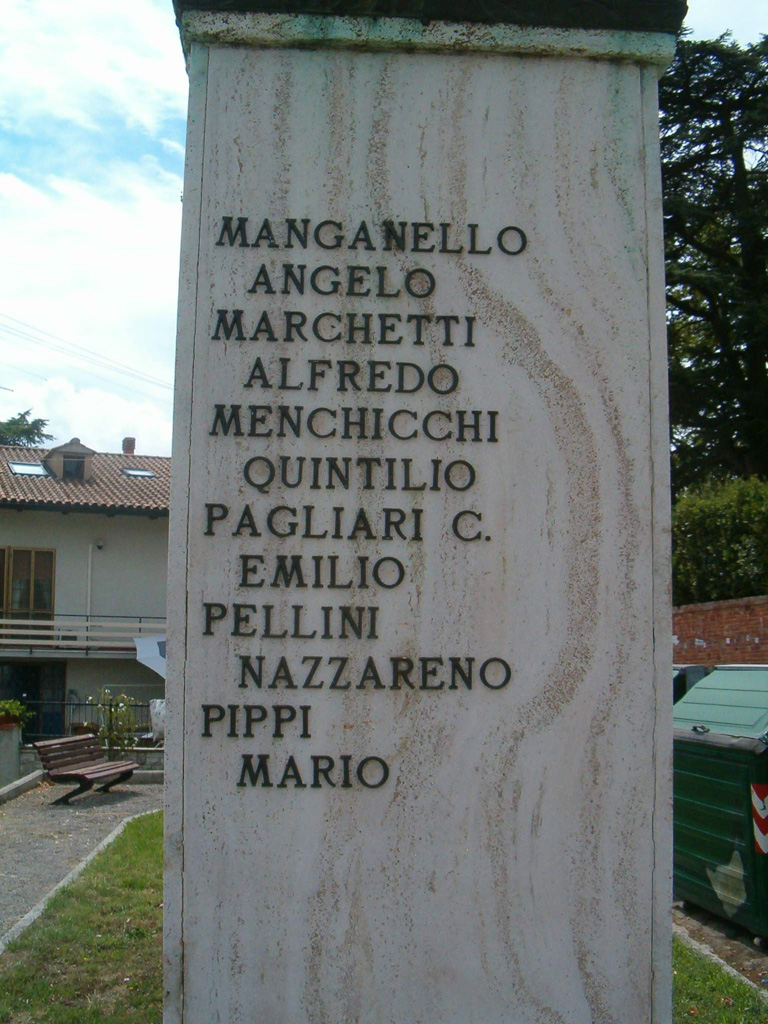 MANGANELLO
ANGELO
MARCHETTI
ALFREDO
MENCHICCHI
QUINTILIO
PAGLIARI C.
EMILIO
PELLINI
NAZZARENO
PIPPI
MARIO